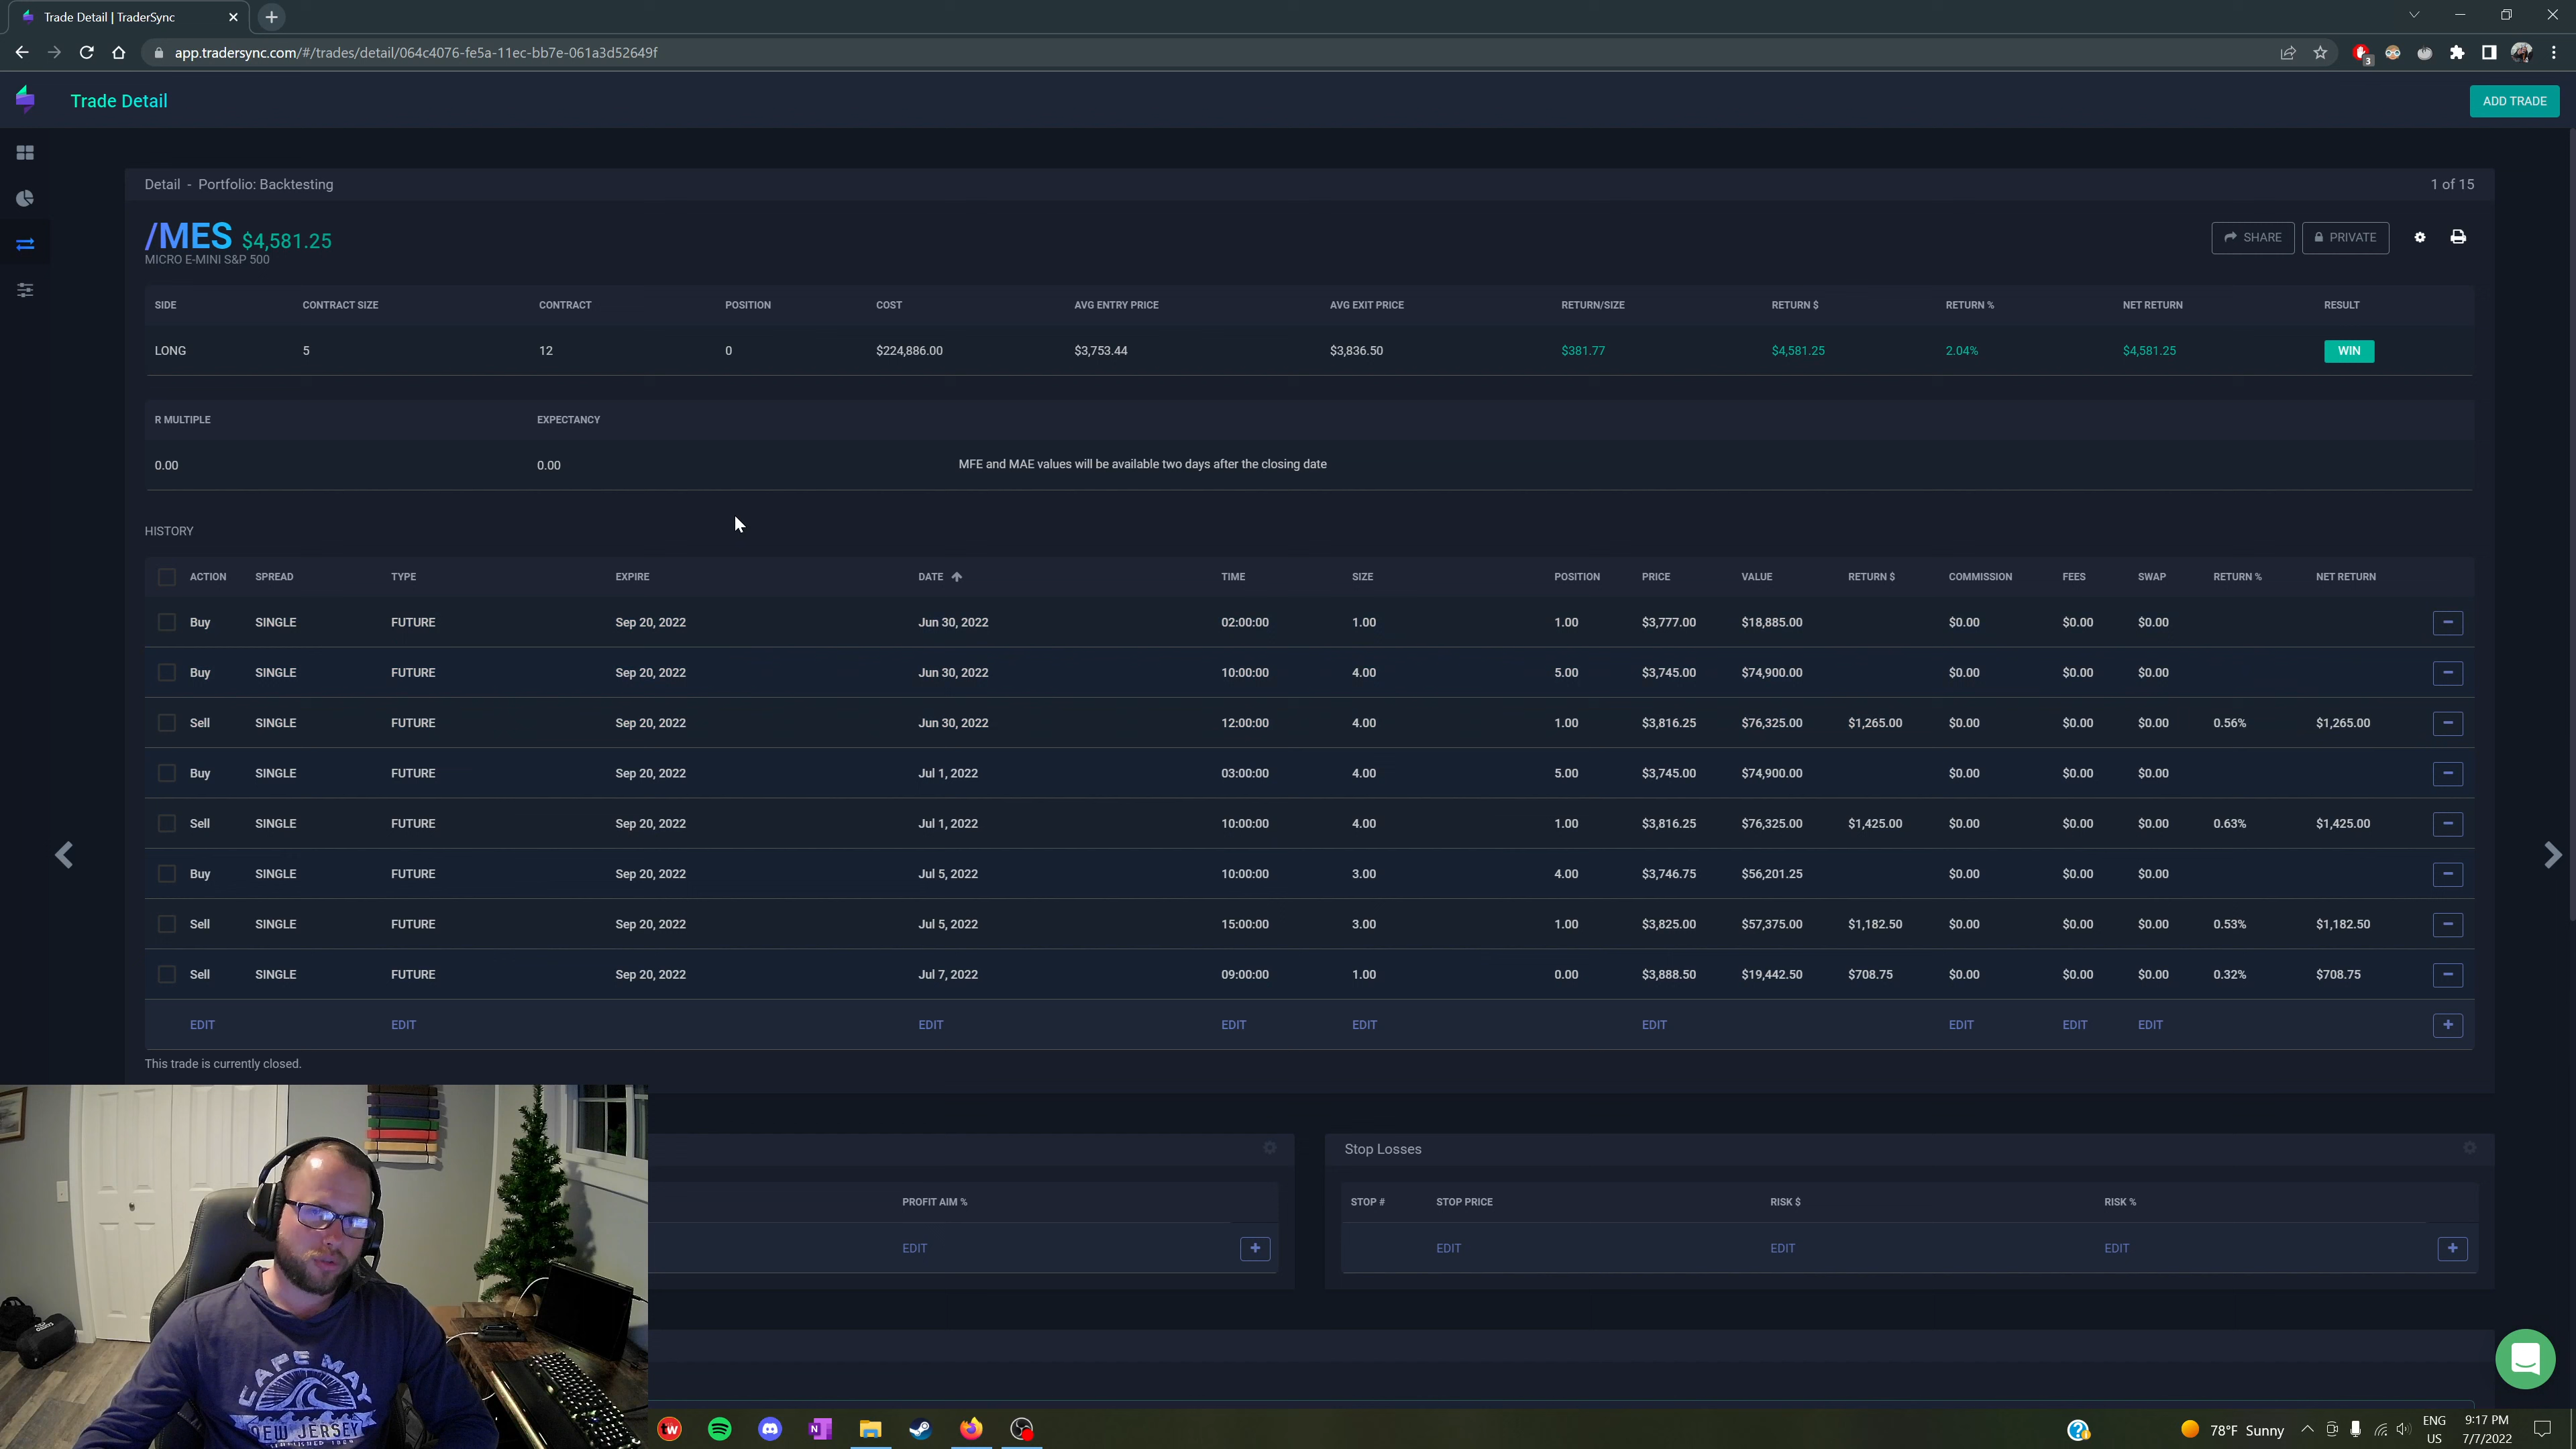 Trade Detail | TraderSync
app.tradersync.com/#/trades/detail/064c4076-fe5a-11ec-bb7e-061a3d52649f
3
Trade Detail
ADD TRADE
Detail - Portfolio: Backtesting
1 of 15
/MES $4,581.25
MICRO E-MINI S&P 500
SHARE
PRIVATE
SIDE CONTRACT SIZE CONTRACT POSITION COST AVG ENTRY PRICE AVG EXIT PRICE RETURN/SIZE RETURN $ RETURN % NET RETURN RESULT
LONG 5 12 0 $224,886.00 $3,753.44 $3,836.50 $381.77 $4,581.25 2.04% $4,581.25 WIN
R MULTIPLE EXPECTANCY
0.00 0.00 MFE and MAE values will be available two days after the closing date
HISTORY
ACTION SPREAD TYPE EXPIRE DATE TIME SIZE POSITION PRICE VALUE RETURN $ COMMISSION FEES SWAP RETURN % NET RETURN
Buy SINGLE FUTURE Sep 20, 2022 Jun 30, 2022 02:00:00 1.00 1.00 $3,777.00 $18,885.00 $0.00 $0.00 $0.00
Buy SINGLE FUTURE Sep 20, 2022 Jun 30, 2022 10:00:00 4.00 5.00 $3,745.00 $74,900.00 $0.00 $0.00 $0.00
Sell SINGLE FUTURE Sep 20, 2022 Jun 30, 2022 12:00:00 4.00 1.00 $3,816.25 $76,325.00 $1,265.00 $0.00 $0.00 $0.00 0.56% $1,265.00
Buy SINGLE FUTURE Sep 20, 2022 Jul 1, 2022 03:00:00 4.00 5.00 $3,745.00 $74,900.00 $0.00 $0.00 $0.00
Sell SINGLE FUTURE Sep 20, 2022 Jul 1, 2022 10:00:00 4.00 1.00 $3,816.25 $76,325.00 $1,425.00 $0.00 $0.00 $0.00 0.63% $1,425.00
Buy SINGLE FUTURE Sep 20, 2022 Jul 5, 2022 10:00:00 3.00 4.00 $3,746.75 $56,201.25 $0.00 $0.00 $0.00
Sell SINGLE FUTURE Sep 20, 2022 Jul 5, 2022 15:00:00 3.00 1.00 $3,825.00 $57,375.00 $1,182.50 $0.00 $0.00 $0.00 0.53% $1,182.50
Sell SINGLE FUTURE Sep 20, 2022 Jul 7, 2022 09:00:00 1.00 0.00 $3,888.50 $19,442.50 $708.75 $0.00 $0.00 $0.00 0.32% $708.75
EDIT EDIT EDIT EDIT EDIT EDIT EDIT EDIT EDIT
This trade is currently closed.
Stop Losses
PROFIT AIM %
STOP # STOP PRICE RISK $ RISK %
EDIT
EDIT EDIT EDIT
CAPE MAY
NEW JERSEY
78°F Sunny
ENG
US
9:17 PM
7/7/2022